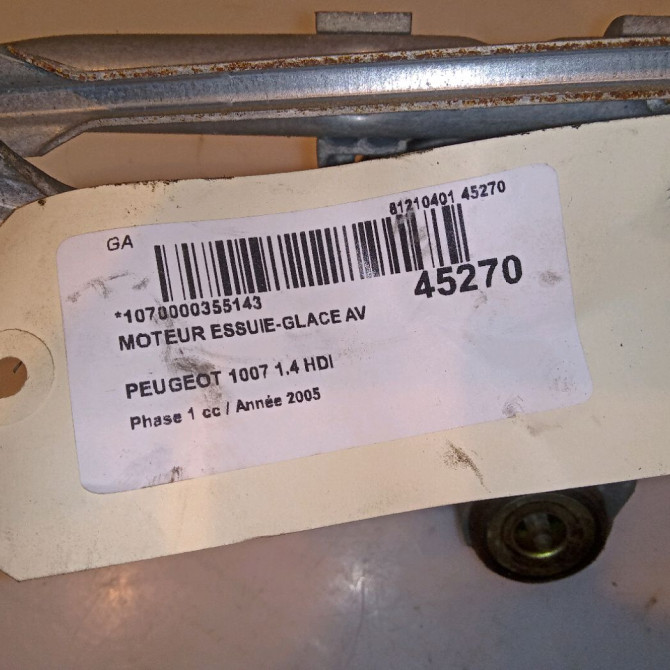 GA
81210401 45270
45270
*1070000355143
MOTEUR ESSUIE-GLACE AV
PEUGEOT 1007 1.4 HDI
Phase 1 cc / Année 2005